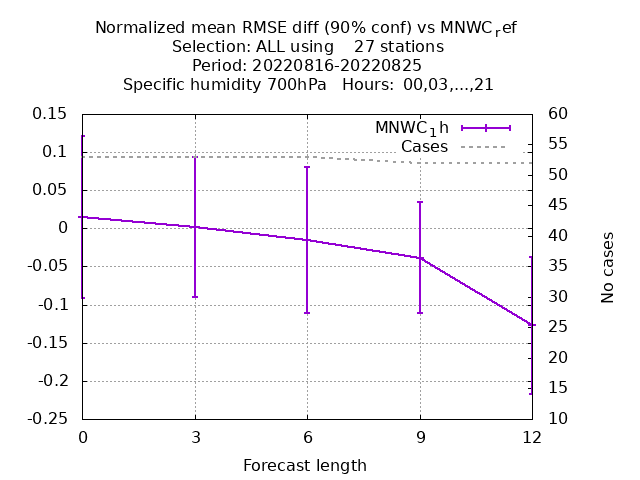 Normalized mean RMSE diff (90% conf) vs MNWCref
Selection: ALL using 27 stations
Period: 20220816-20220825
Specific humidity 700hPa Hours: 00,03,...,21
MNWC1h
Cases
0.15
0.1
0.05
0
-0.05
-0.1
-0.15
-0.2
-0.25
60
55
50
45
40
35
30
25
20
15
10
No cases
0 3 6 9 12
Forecast length